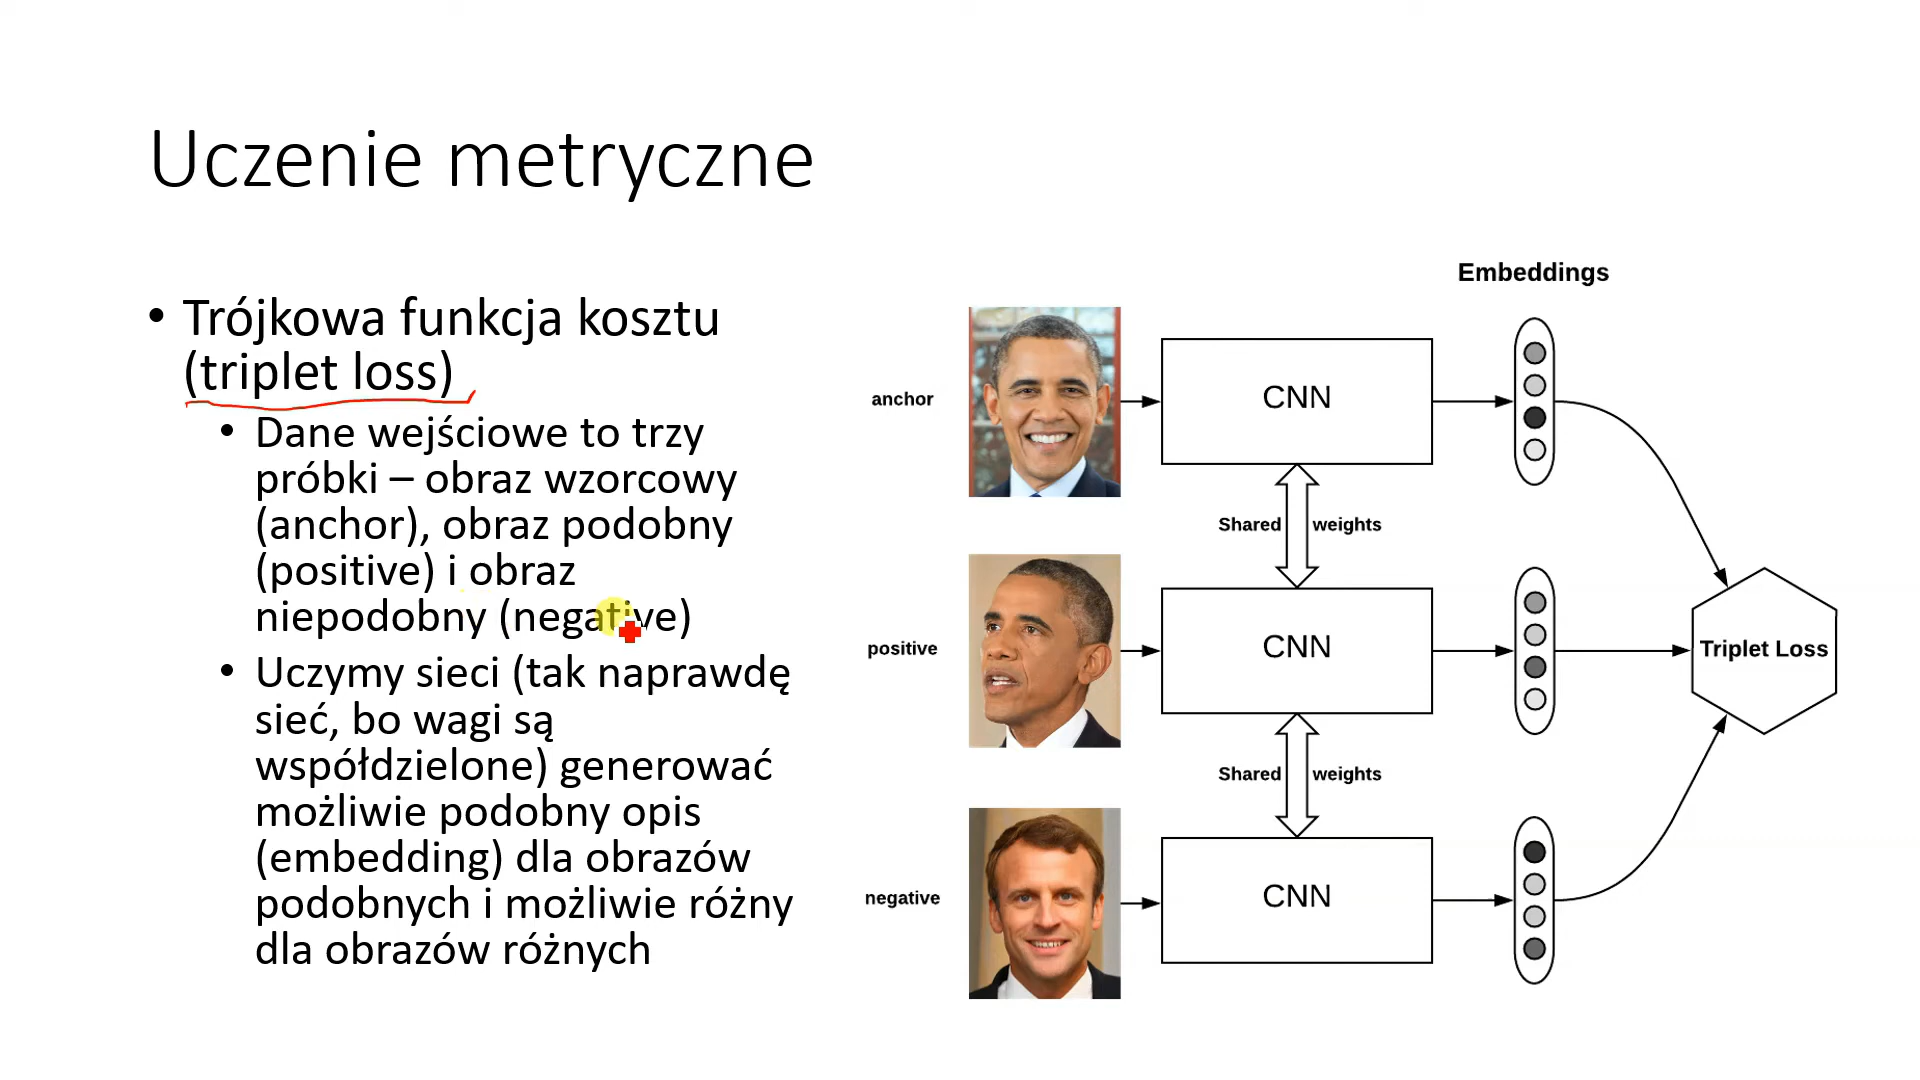 Uczenie metryczne
• Trójkowa funkcja kosztu
(triplet loss)
• Dane wejściowe to trzy
próbki – obraz wzorcowy
(anchor), obraz podobny
(positive) i obraz
niepodobny (negative)
• Uczymy sieci (tak naprawdę
sieć, bo wagi są
współdzielone) generować
możliwie podobny opis
(embedding) dla obrazów
podobnych i możliwie różny
dla obrazów różnych
Embeddings
anchor
CNN
Shared weights
positive
CNN
Triplet Loss
Shared weights
negative
CNN